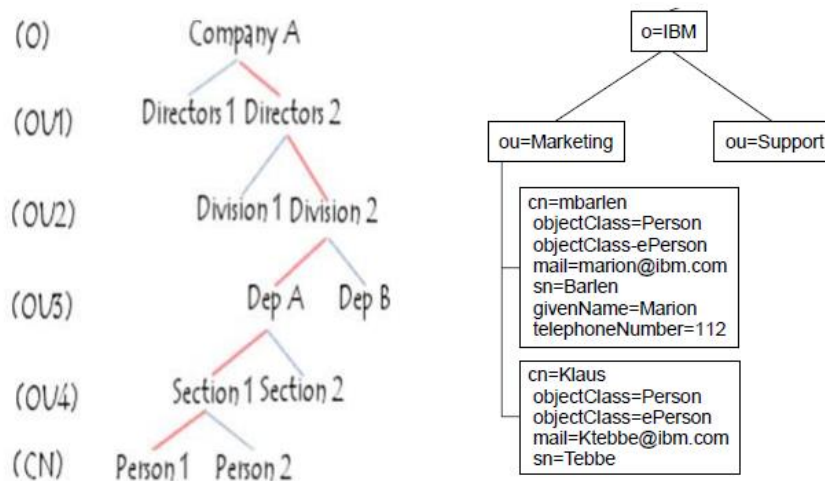 (O) Company A
(OU1) Directors 1 Directors 2
(OU2) Division 1 Division 2
(OU3) Dep A Dep B
(OU4) Section 1 Section 2
(CN) Person 1 Person 2
o=IBM
ou=Marketing ou=Support
cn=mbarlen
objectClass=Person
objectClass-ePerson
mail=marion@ibm.com
sn=Barlen
givenName=Marion
telephoneNumber=112
cn=Klaus
objectClass=Person
objectClass=ePerson
mail=Ktebbe@ibm.com
sn=Tebbe